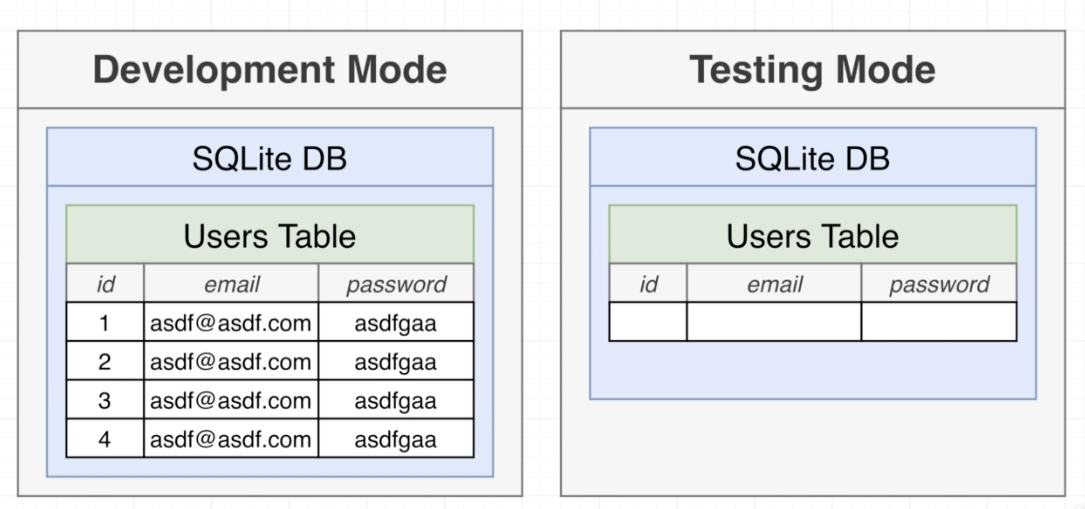 Development Mode
SQLite DB
Users Table
id email password
1 asdf@asdf.com asdfgaa
2 asdf@asdf.com asdfgaa
3 asdf@asdf.com asdfgaa
4 asdf@asdf.com asdfgaa
Testing Mode
SQLite DB
Users Table
id email password